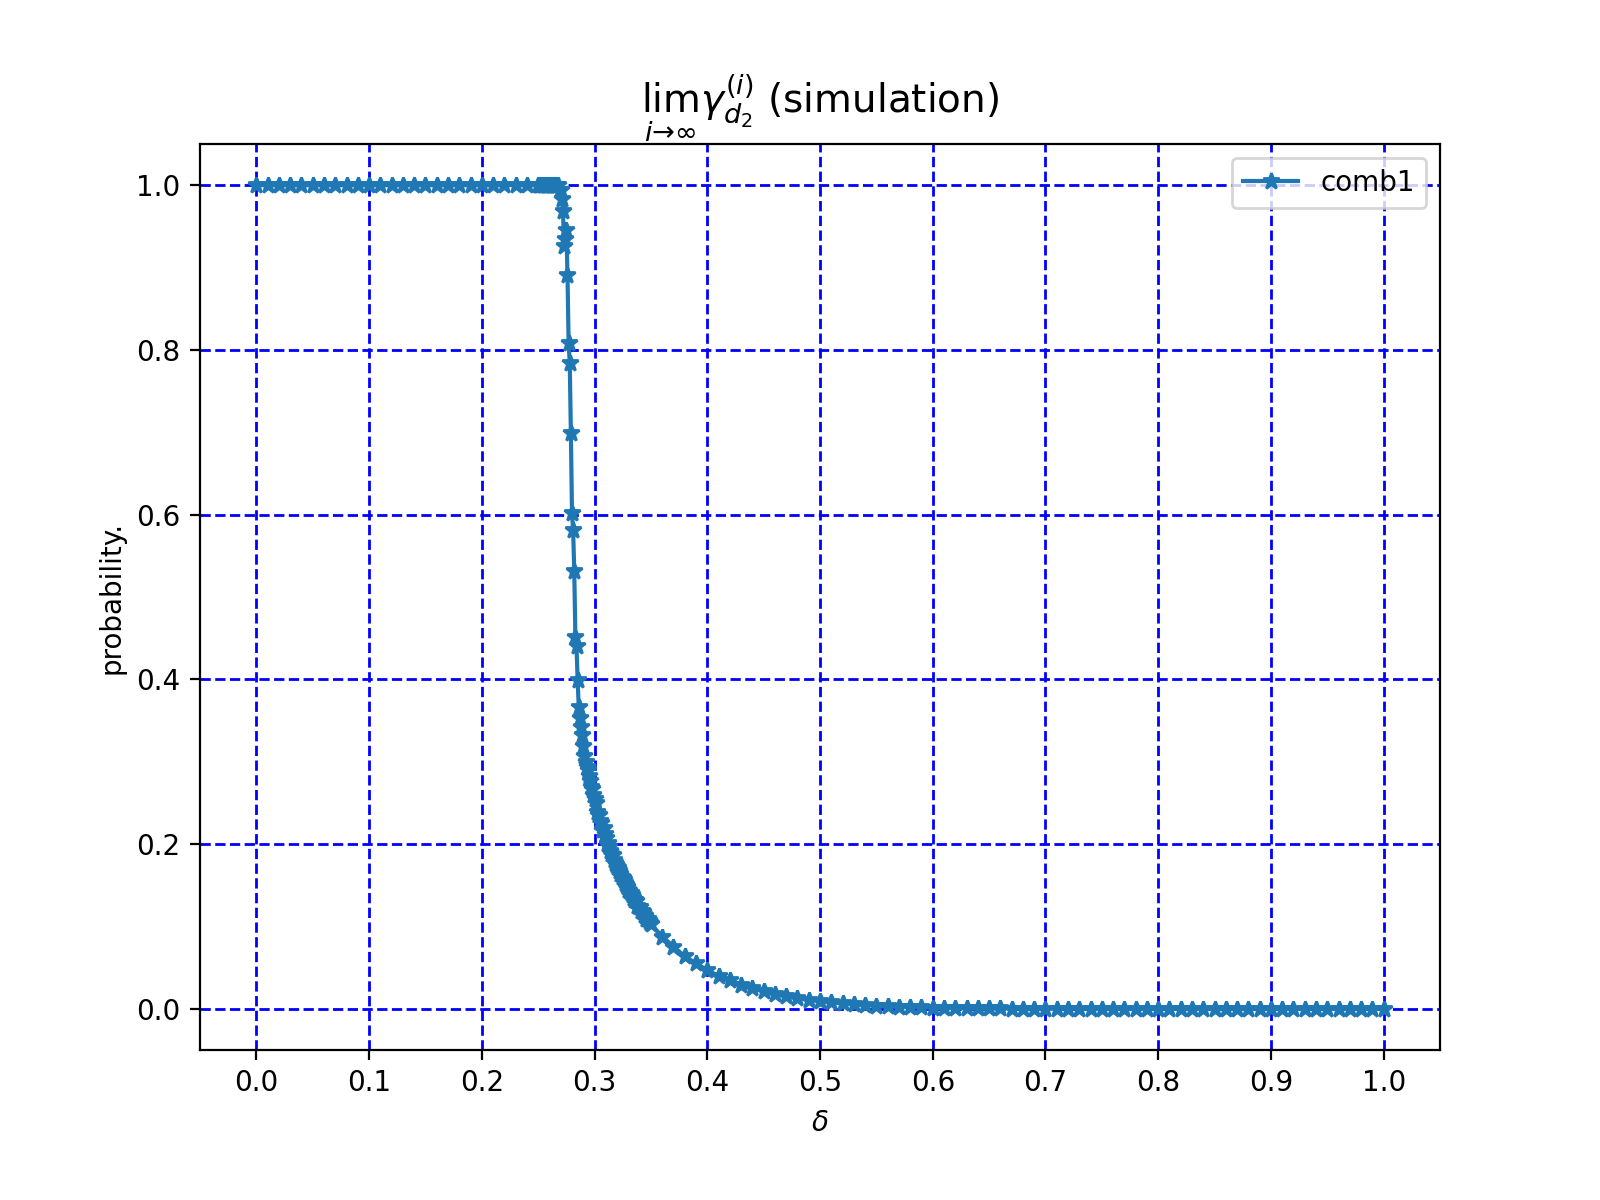 lim γ_{d_2}^{(i)} (simulation)
i→∞
comb1
1.0
0.8
0.6
0.4
0.2
0.0
probability.
0.0 0.1 0.2 0.3 0.4 0.5 0.6 0.7 0.8 0.9 1.0
δ